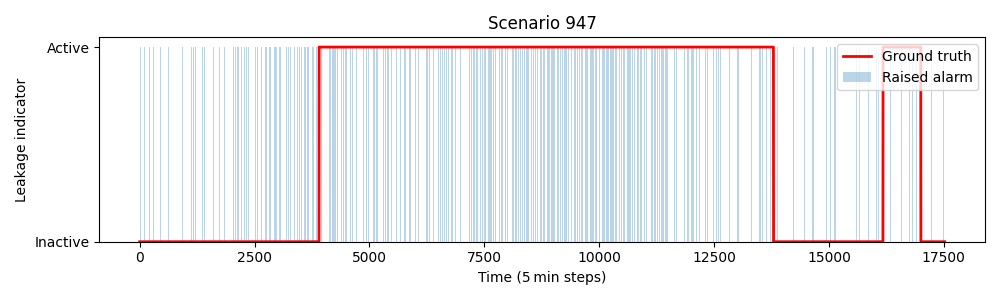 Scenario 947
Active
Inactive
Leakage indicator
Ground truth
Raised alarm
0
2500
5000
7500
10000
12500
15000
17500
Time (5 min steps)